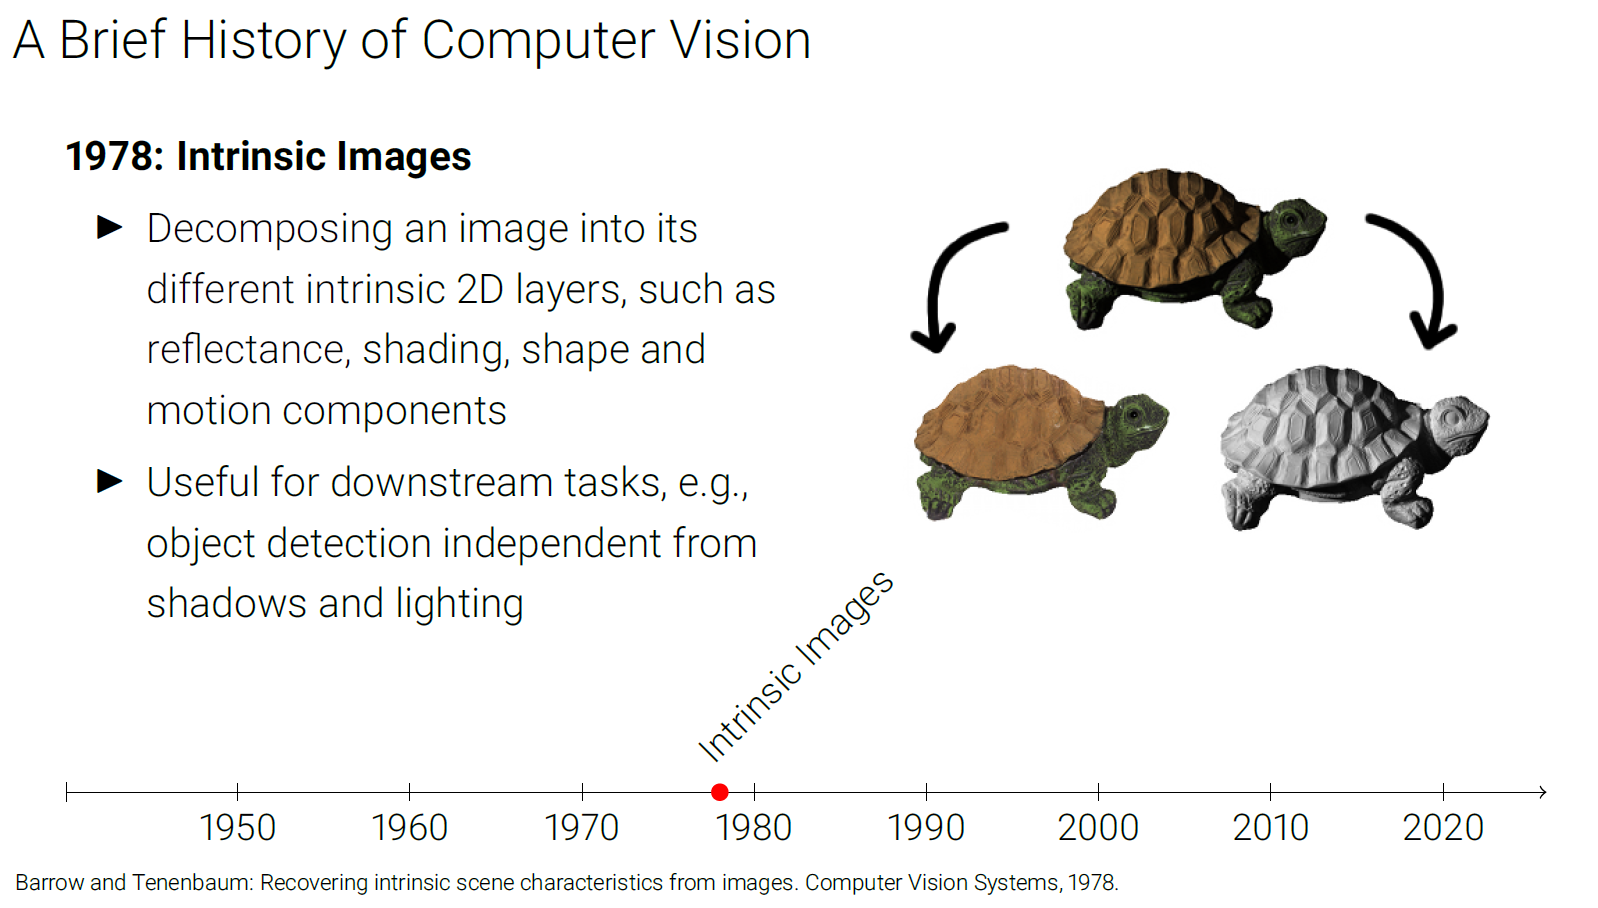 A Brief History of Computer Vision
1978: Intrinsic Images
► Decomposing an image into its
different intrinsic 2D layers, such as
reflectance, shading, shape and
motion components
► Useful for downstream tasks, e.g.,
object detection independent from
shadows and lighting
Intrinsic Images
1950 1960 1970 1980 1990 2000 2010 2020
Barrow and Tenenbaum: Recovering intrinsic scene characteristics from images. Computer Vision Systems, 1978.